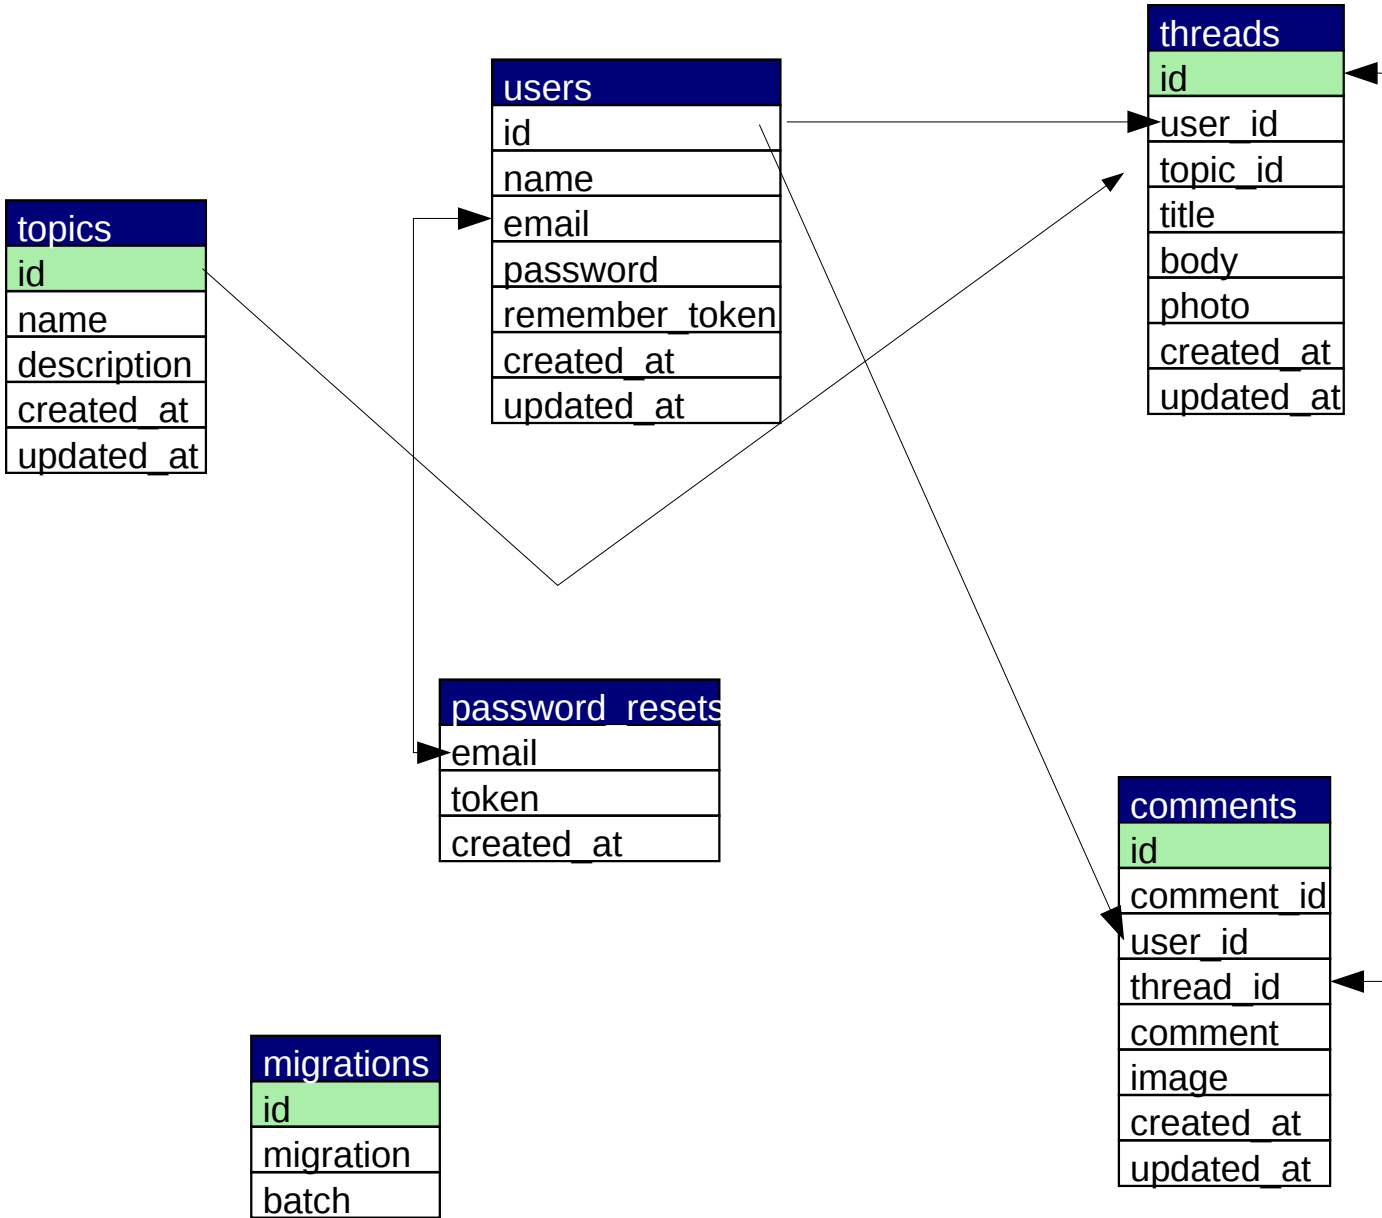 threads
id
user_id
topic_id
title
body
photo
created_at
updated_at
users
id
name
email
password
remember_token
created_at
updated_at
topics
id
name
description
created_at
updated_at
password_resets
email
token
created_at
comments
id
comment_id
user_id
thread_id
comment
image
created_at
updated_at
migrations
id
migration
batch